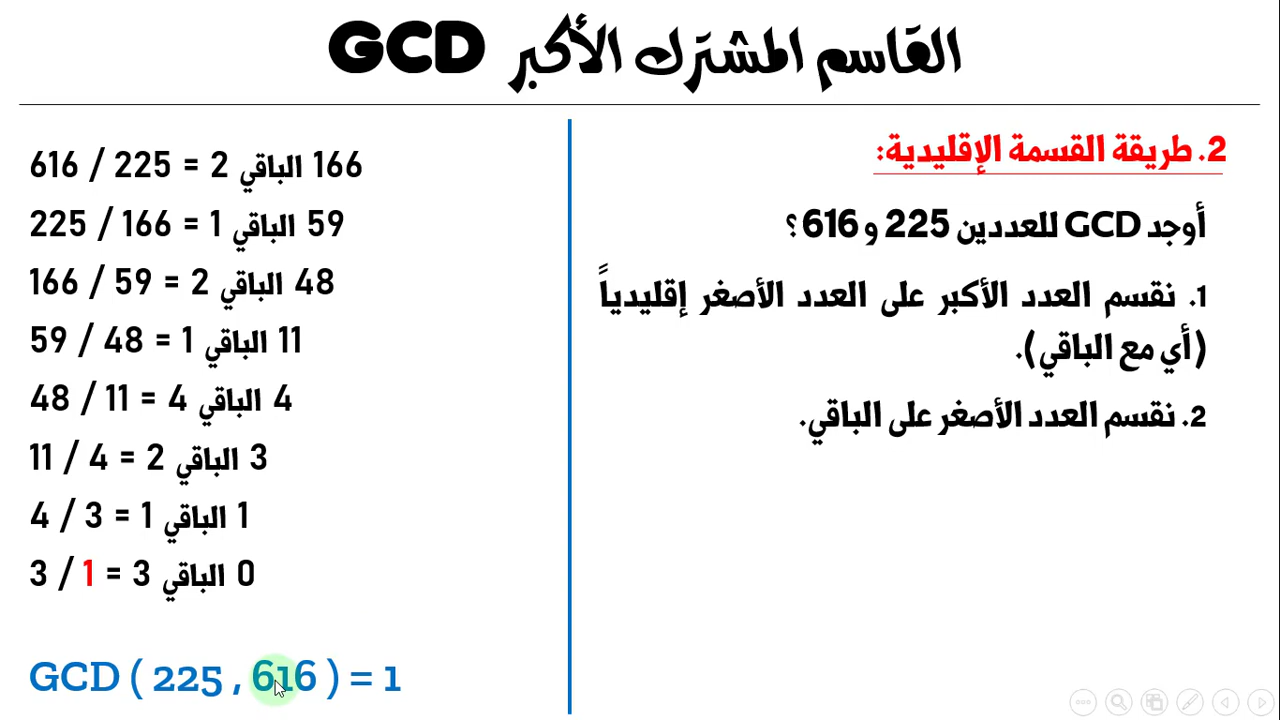 القاسم المشترك الأكبر GCD
2. طريقة القسمة الإقليدية:
أوجد GCD للعددين 225 و 616 ؟
1. نقسم العدد الأكبر على العدد الأصغر إقليدياً
(أي مع الباقي).
2. نقسم العدد الأصغر على الباقي.
616 / 225 = 2 الباقي 166
225 / 166 = 1 الباقي 59
166 / 59 = 2 الباقي 48
59 / 48 = 1 الباقي 11
48 / 11 = 4 الباقي 4
11 / 4 = 2 الباقي 3
4 / 3 = 1 الباقي 1
3 / 1 = 3 الباقي 0
GCD ( 225 , 616 ) = 1